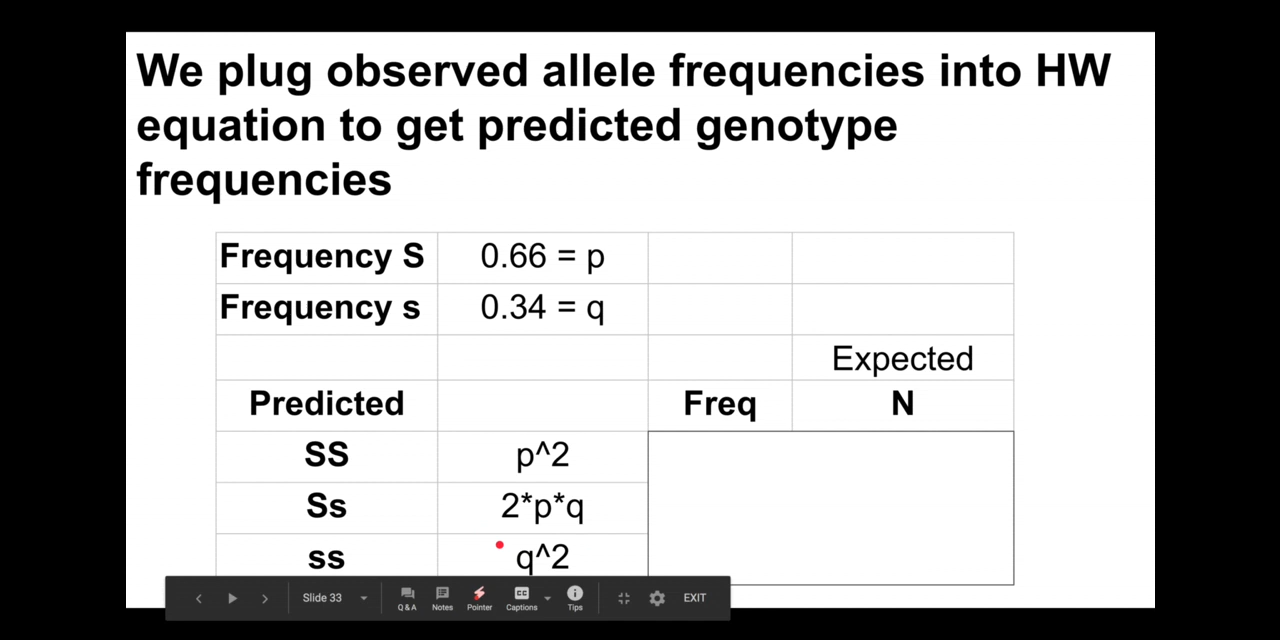 We plug observed allele frequencies into HW
equation to get predicted genotype
frequencies
Frequency S 0.66 = p
Frequency s 0.34 = q
Expected
Predicted Freq N
SS p^2
Ss 2*p*q
ss q^2
Slide 33 Q & A Notes Pointer CC Captions Tips EXIT